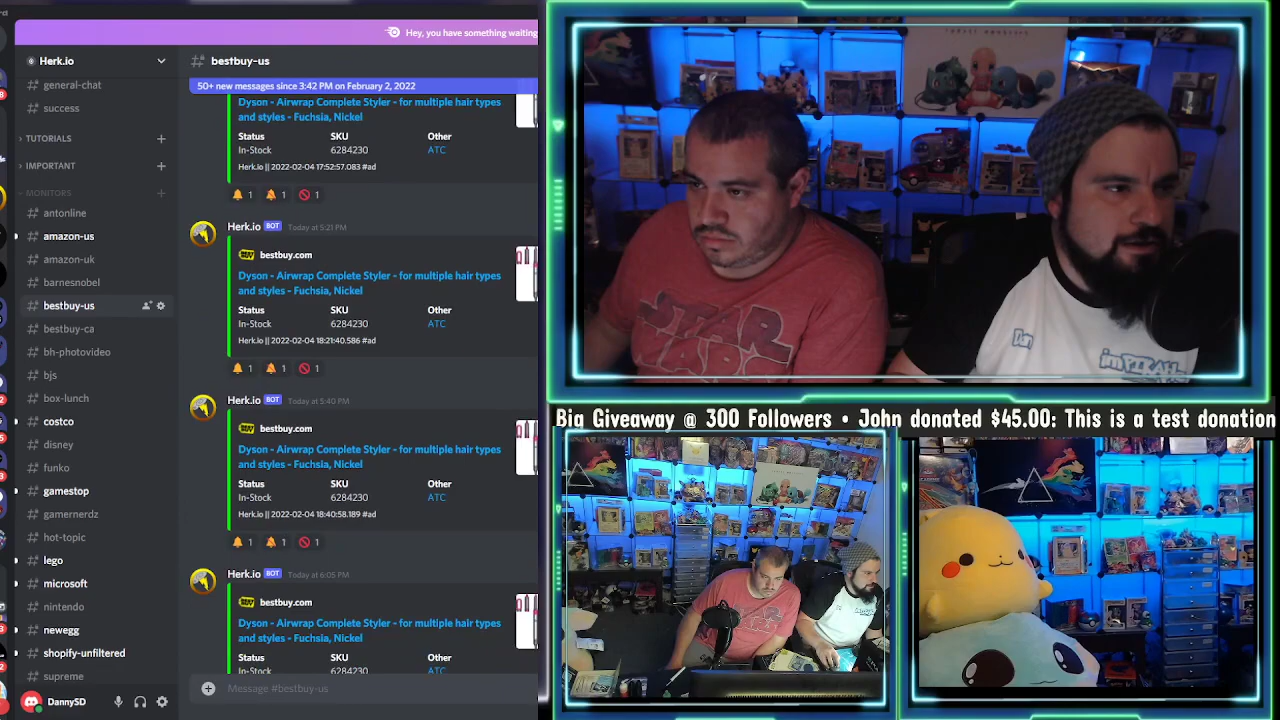 Hey, you have something waiting
Herk.io
general-chat
success
TUTORIALS
IMPORTANT
MONITORS
antonline
amazon-us
amazon-uk
barnesnobel
bestbuy-us
bestbuy-ca
bh-photovideo
bjs
box-lunch
costco
disney
funko
gamestop
gamernerdz
hot-topic
lego
microsoft
nintendo
newegg
shopify-unfiltered
supreme
DannySD
bestbuy-us
50+ new messages since 3:42 PM on February 2, 2022
Dyson - Airwrap Complete Styler - for multiple hair types
and styles - Fuchsia, Nickel
Status SKU Other
In-Stock 6284230 ATC
Herk.io || 2022-02-04 17:52:57.083 #ad
1 1 1
Herk.io BOT Today at 5:21 PM
bestbuy.com
Dyson - Airwrap Complete Styler - for multiple hair types
and styles - Fuchsia, Nickel
Status SKU Other
In-Stock 6284230 ATC
Herk.io || 2022-02-04 18:21:40.586 #ad
1 1 1
Herk.io BOT Today at 5:40 PM
bestbuy.com
Dyson - Airwrap Complete Styler - for multiple hair types
and styles - Fuchsia, Nickel
Status SKU Other
In-Stock 6284230 ATC
Herk.io || 2022-02-04 18:40:58.189 #ad
1 1 1
Herk.io BOT Today at 6:05 PM
bestbuy.com
Dyson - Airwrap Complete Styler - for multiple hair types
and styles - Fuchsia, Nickel
Status SKU Other
In-Stock 6284230 ATC
Message #bestbuy-us
STAR
WARS
Big Giveaway @ 300 Followers • John donated $45.00: This is a test donation